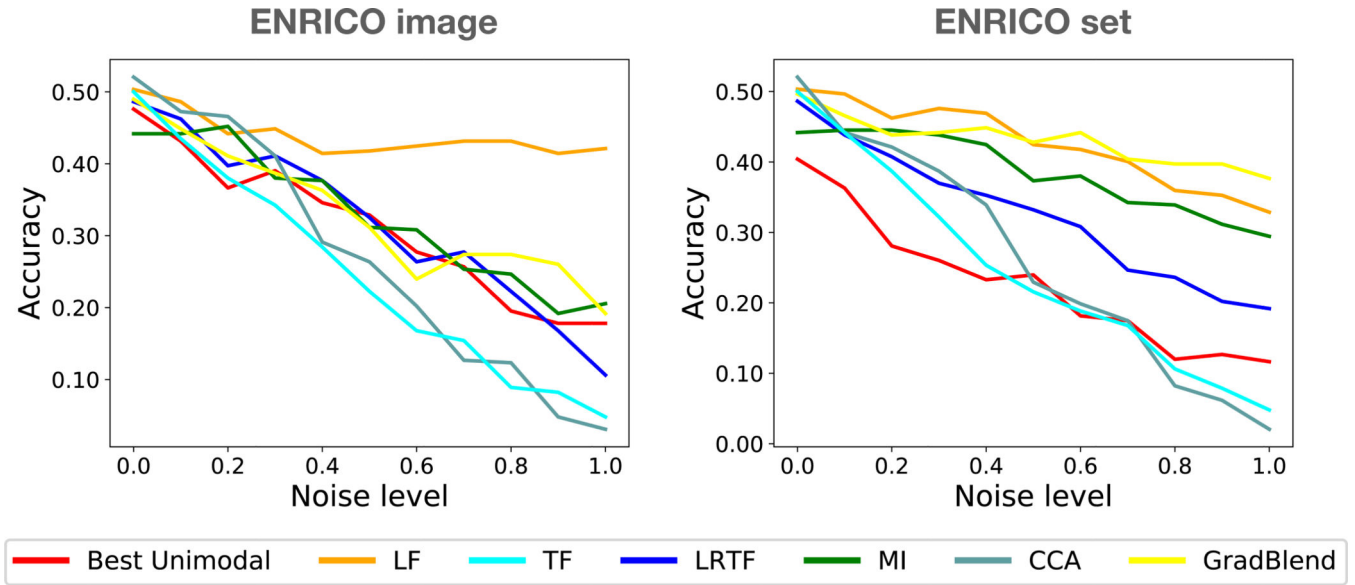 ENRICO image
ENRICO set
Accuracy
0.50
0.40
0.30
0.20
0.10
0.0 0.2 0.4 0.6 0.8 1.0
Noise level
Accuracy
0.50
0.40
0.30
0.20
0.10
0.00
0.0 0.2 0.4 0.6 0.8 1.0
Noise level
Best Unimodal LF TF LRTF MI CCA GradBlend